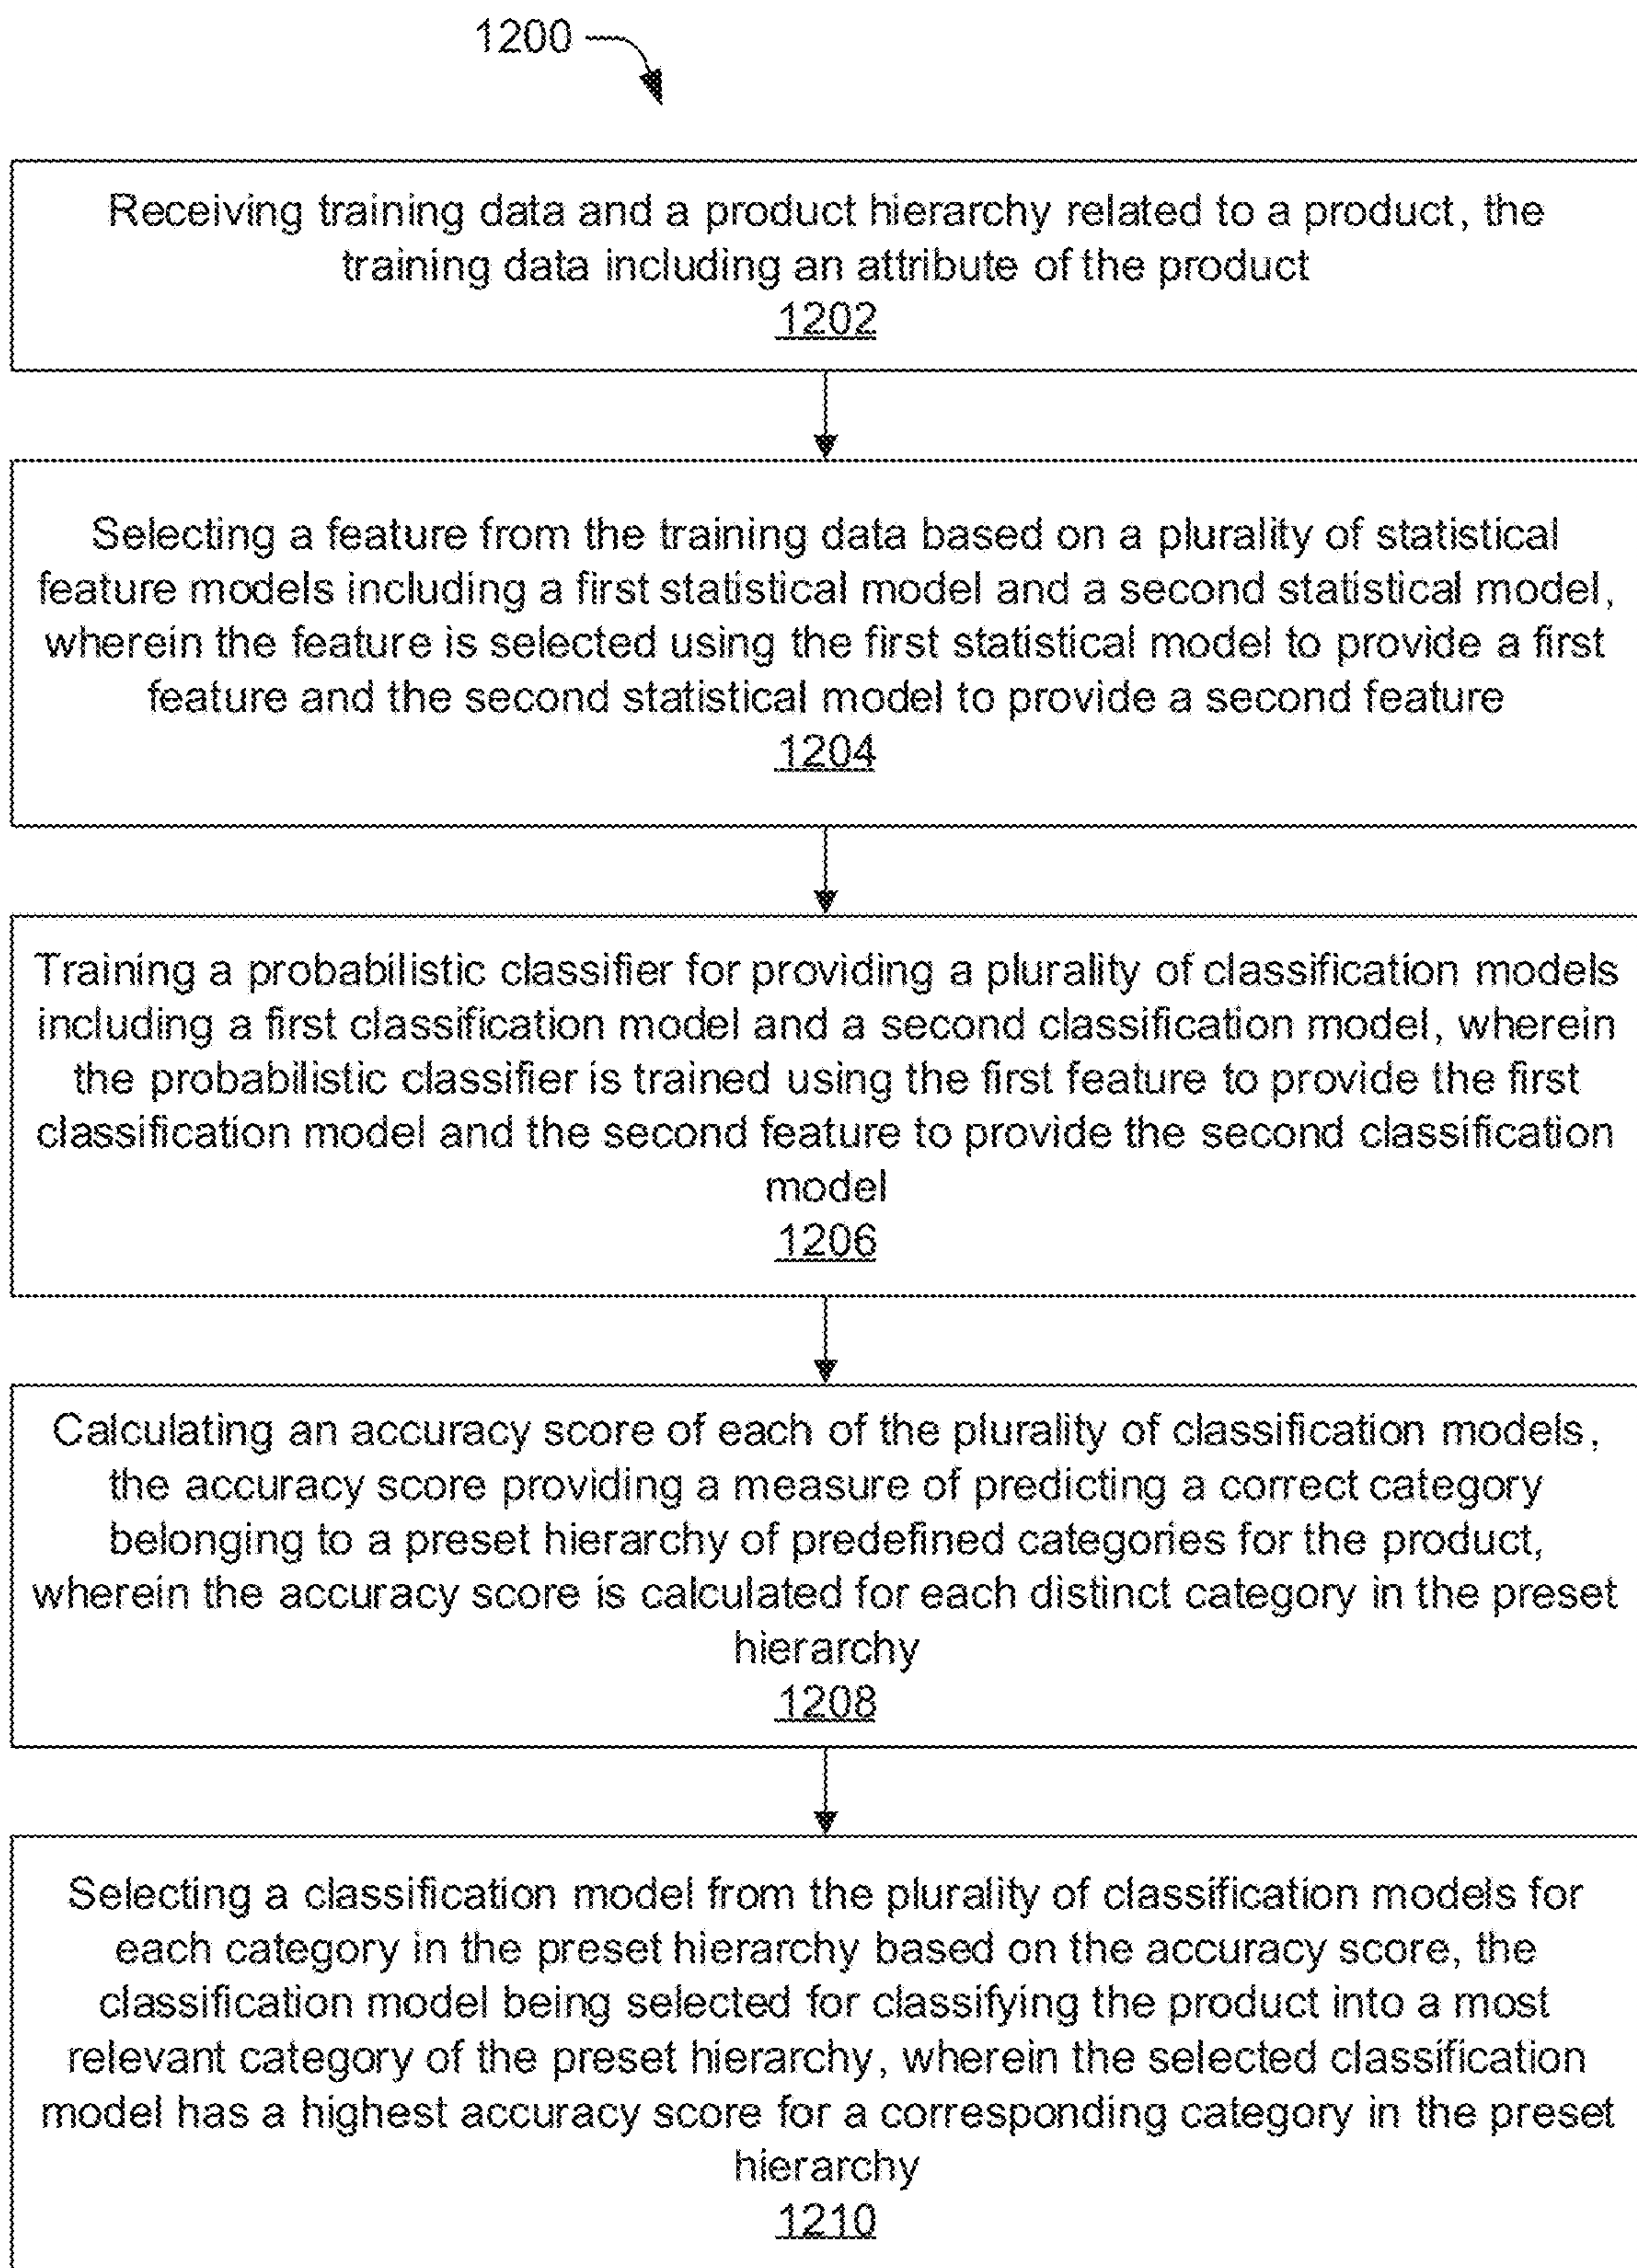 1200
Receiving training data and a product hierarchy related to a product, the
training data including an attribute of the product
1202
Selecting a feature from the training data based on a plurality of statistical
feature models including a first statistical model and a second statistical model,
wherein the feature is selected using the first statistical model to provide a first
feature and the second statistical model to provide a second feature
1204
Training a probabilistic classifier for providing a plurality of classification models
including a first classification model and a second classification model, wherein
the probabilistic classifier is trained using the first feature to provide the first
classification model and the second feature to provide the second classification
model
1206
Calculating an accuracy score of each of the plurality of classification models,
the accuracy score providing a measure of predicting a correct category
belonging to a preset hierarchy of predefined categories for the product,
wherein the accuracy score is calculated for each distinct category in the preset
hierarchy
1208
Selecting a classification model from the plurality of classification models for
each category in the preset hierarchy based on the accuracy score, the
classification model being selected for classifying the product into a most
relevant category of the preset hierarchy, wherein the selected classification
model has a highest accuracy score for a corresponding category in the preset
hierarchy
1210